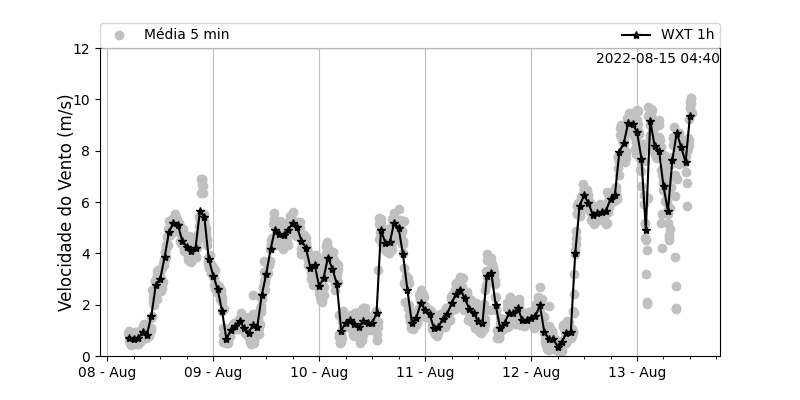 Média 5 min
WXT 1h
2022-08-15 04:40
Velocidade do Vento (m/s)
12
10
8
6
4
2
0
08 - Aug
09 - Aug
10 - Aug
11 - Aug
12 - Aug
13 - Aug